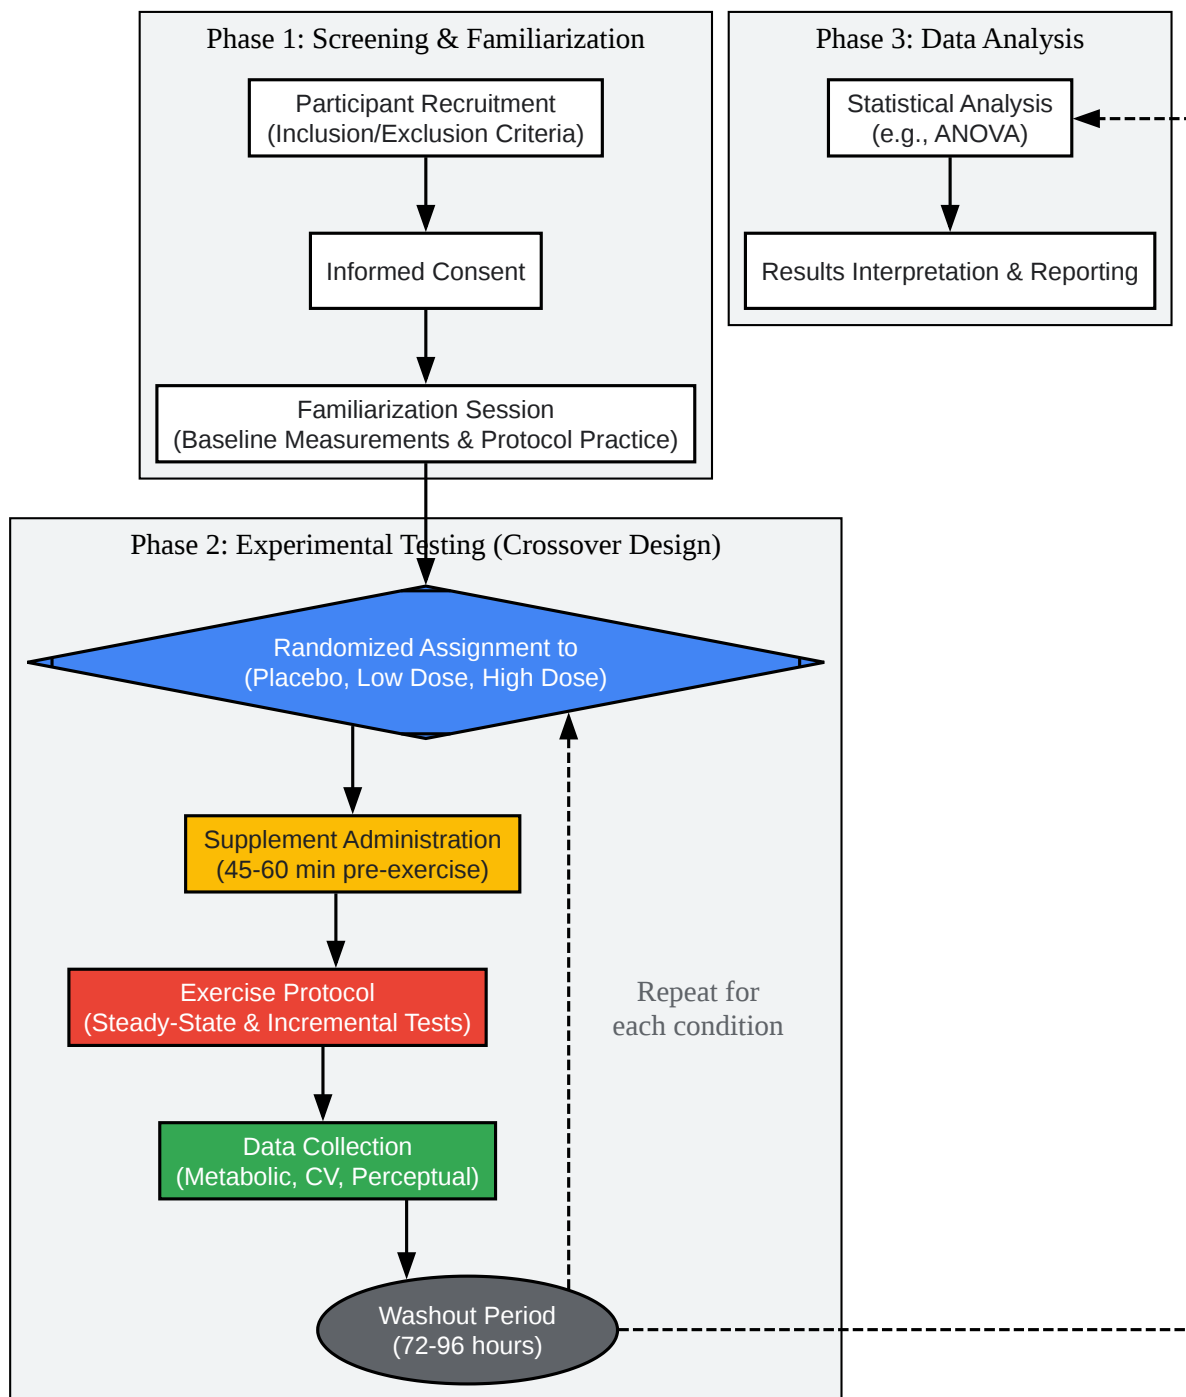 Phase 1: Screening & Familiarization
Participant Recruitment
(Inclusion/Exclusion Criteria)
Informed Consent
Familiarization Session
(Baseline Measurements & Protocol Practice)
Phase 2: Experimental Testing (Crossover Design)
Randomized Assignment to
(Placebo, Low Dose, High Dose)
Supplement Administration
(45-60 min pre-exercise)
Exercise Protocol
(Steady-State & Incremental Tests)
Data Collection
(Metabolic, CV, Perceptual)
Washout Period
(72-96 hours)
Repeat for
each condition
Phase 3: Data Analysis
Statistical Analysis
(e.g., ANOVA)
Results Interpretation & Reporting